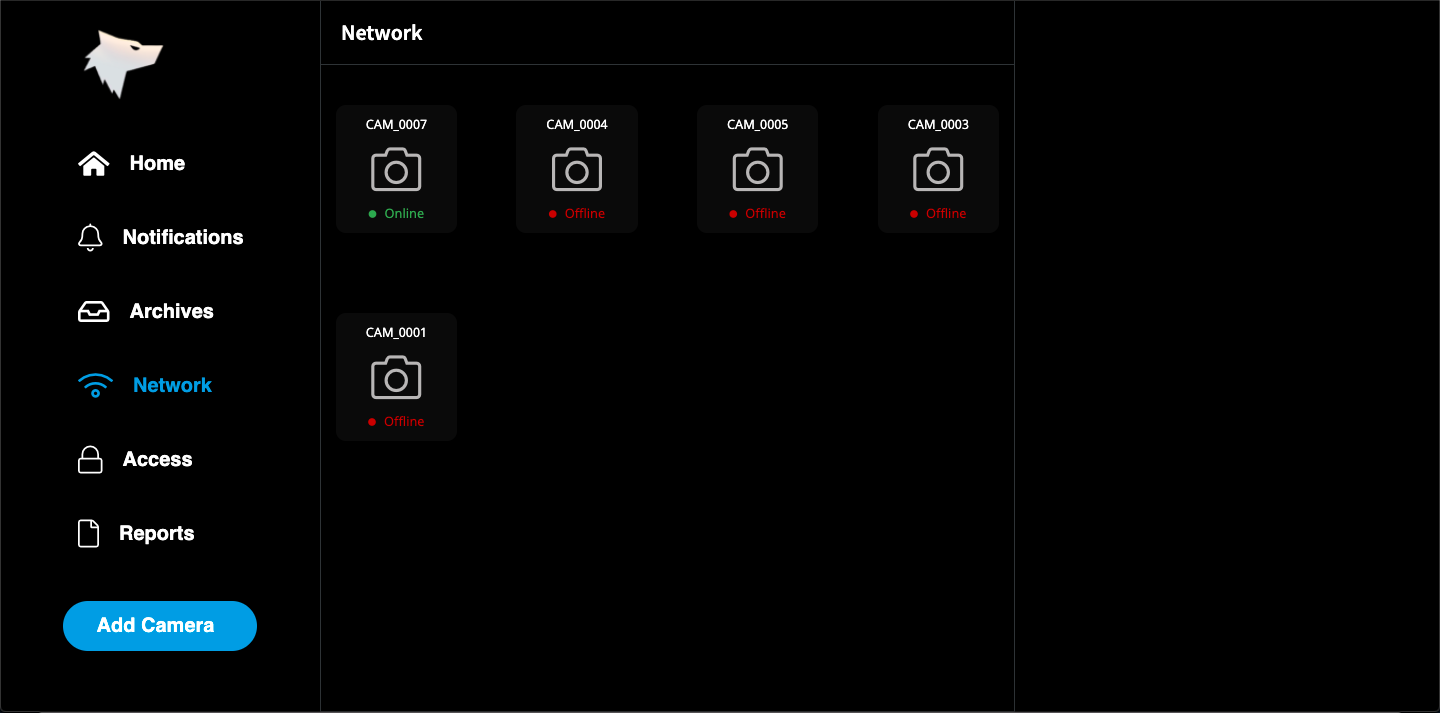 Network
Home
Notifications
Archives
Network
Access
Reports
Add Camera
CAM_0007
Online
CAM_0004
Offline
CAM_0005
Offline
CAM_0003
Offline
CAM_0001
Offline